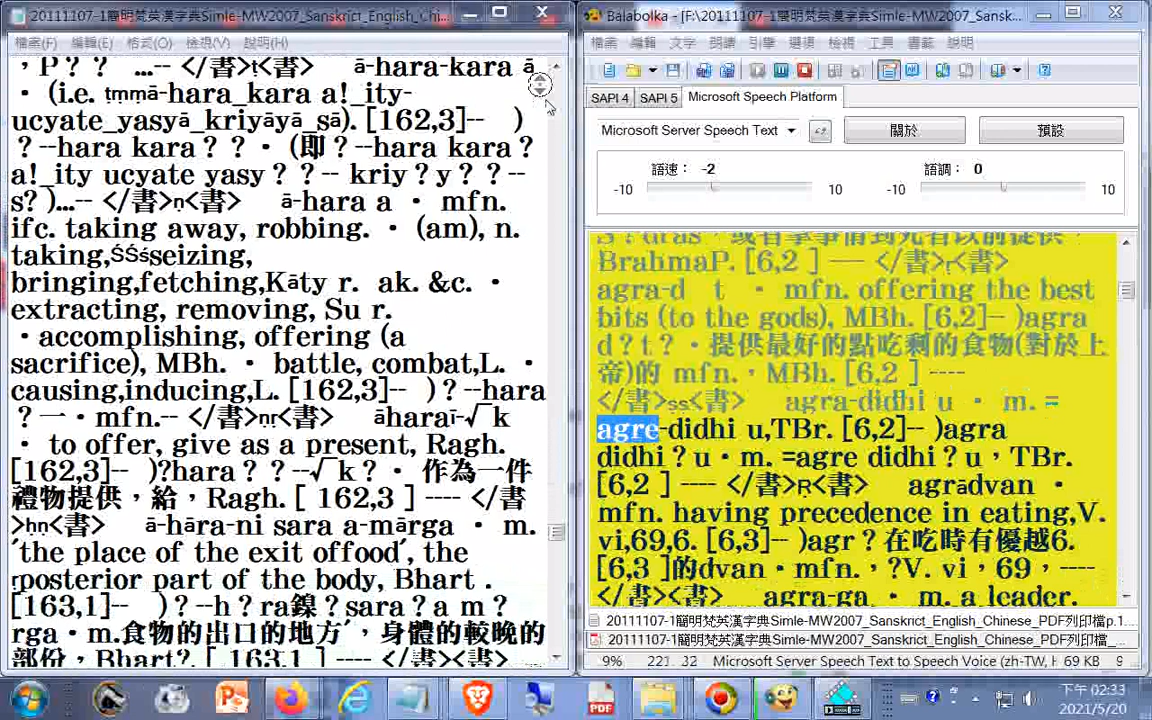 20111107-1簡明梵英漢字典Simle-MW2007_Sanskrict_English_Chi...
檔案(F) 編輯(E) 格式(O) 檢視(V) 說明(H)
，P？？ ...-- </書>ṭ<書> ā-hara-kara ā
· (i.e. tṃmā-hara_kara a!_ity-
ucyate_yasyā_kriyāyā_sā). [162,3]-- )
？--hara kara？？· (即？--hara kara？
a!_ity ucyate yasy？？-- kriy？y？？--
s？)...-- </書>ṇ<書> ā-hara a · mfn.
ifc. taking away, robbing. · (am), n.
taking,ŚŚśseizing,
bringing,fetching,Kāty r. ak. &c. ·
extracting, removing, Su r.
· accomplishing, offering (a
sacrifice), MBh. · battle, combat,L. ·
causing,inducing,L. [162,3]-- )？--hara
？一·mfn.-- </書>ṇṛ<書> āharaī-√k
· to offer, give as a present, Ragh.
[162,3]-- )?hara？？--√k？· 作為一件
禮物提供，給，Ragh. [ 162,3 ] ---- </書
>ḥṇ<書> ā-hāra-ni sara a-mārga · m.
'the place of the exit offood', the
posterior part of the body, Bhart .
[163,1]-- )？--h？ra鎳？sara？a m？
rga·m.食物的出口的地方'，身體的較晚的
部份，Bhart?. [ 163,1 ] ---- </書><書>
Balabolka - [F:\20111107-1簡明梵英漢字典Simle-MW2007_Sansk...
檔案 編輯 文字 朗讀 引擎 選項 檢視 工具 書籤 說明
SAPI 4 SAPI 5 Microsoft Speech Platform
Microsoft Server Speech Text 關於 預設
語速： -2 語調： 0
-10 10 -10 10
BrahmaP. [6,2 ] ---- </書>ṛ<書>
agra-d t · mfn. offering the best
bits (to the gods), MBh. [6,2]-- )agra
d?t?·提供最好的點吃剩的食物(對於上
帝)的 mfn.，MBh. [6,2 ] ----
</書>ṣṣ<書> agra-didhi u · m. =
agre-didhi u,TBr. [6,2]-- )agra
didhi？u·m. =agre didhi？u，TBr.
[6,2 ] ---- </書>Ṛ<書> agrādvan ·
mfn. having precedence in eating,V.
vi,69,6. [6,3]-- )agr？在吃時有優越6.
[6,3 ]的dvan·mfn.，?V. vi，69，----
</書><書> agra-ga · m. a leader.
20111107-1簡明梵英漢字典Simle-MW2007_Sanskrict_English_Chinese_PDF列印檔p.1...
20111107-1簡明梵英漢字典Simle-MW2007_Sanskrict_English_Chinese_PDF列印檔_...
9% 221: 32 Microsoft Server Speech Text to Speech Voice (zh-TW, H 69 KB 9
下午 02:33
2021/5/20